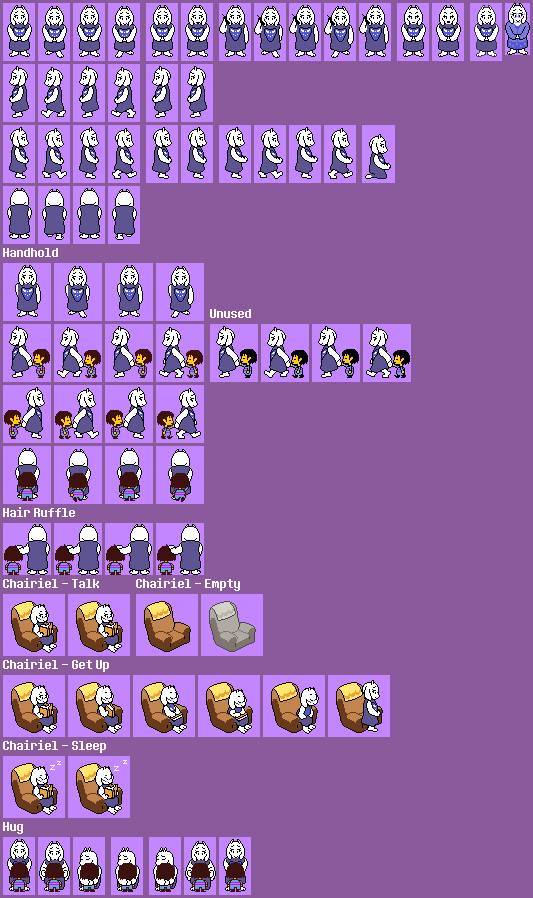 Handhold
Unused
Hair Ruffle
Chairiel - Talk
Chairiel - Empty
Chairiel - Get Up
Chairiel - Sleep
z z
z z
Hug